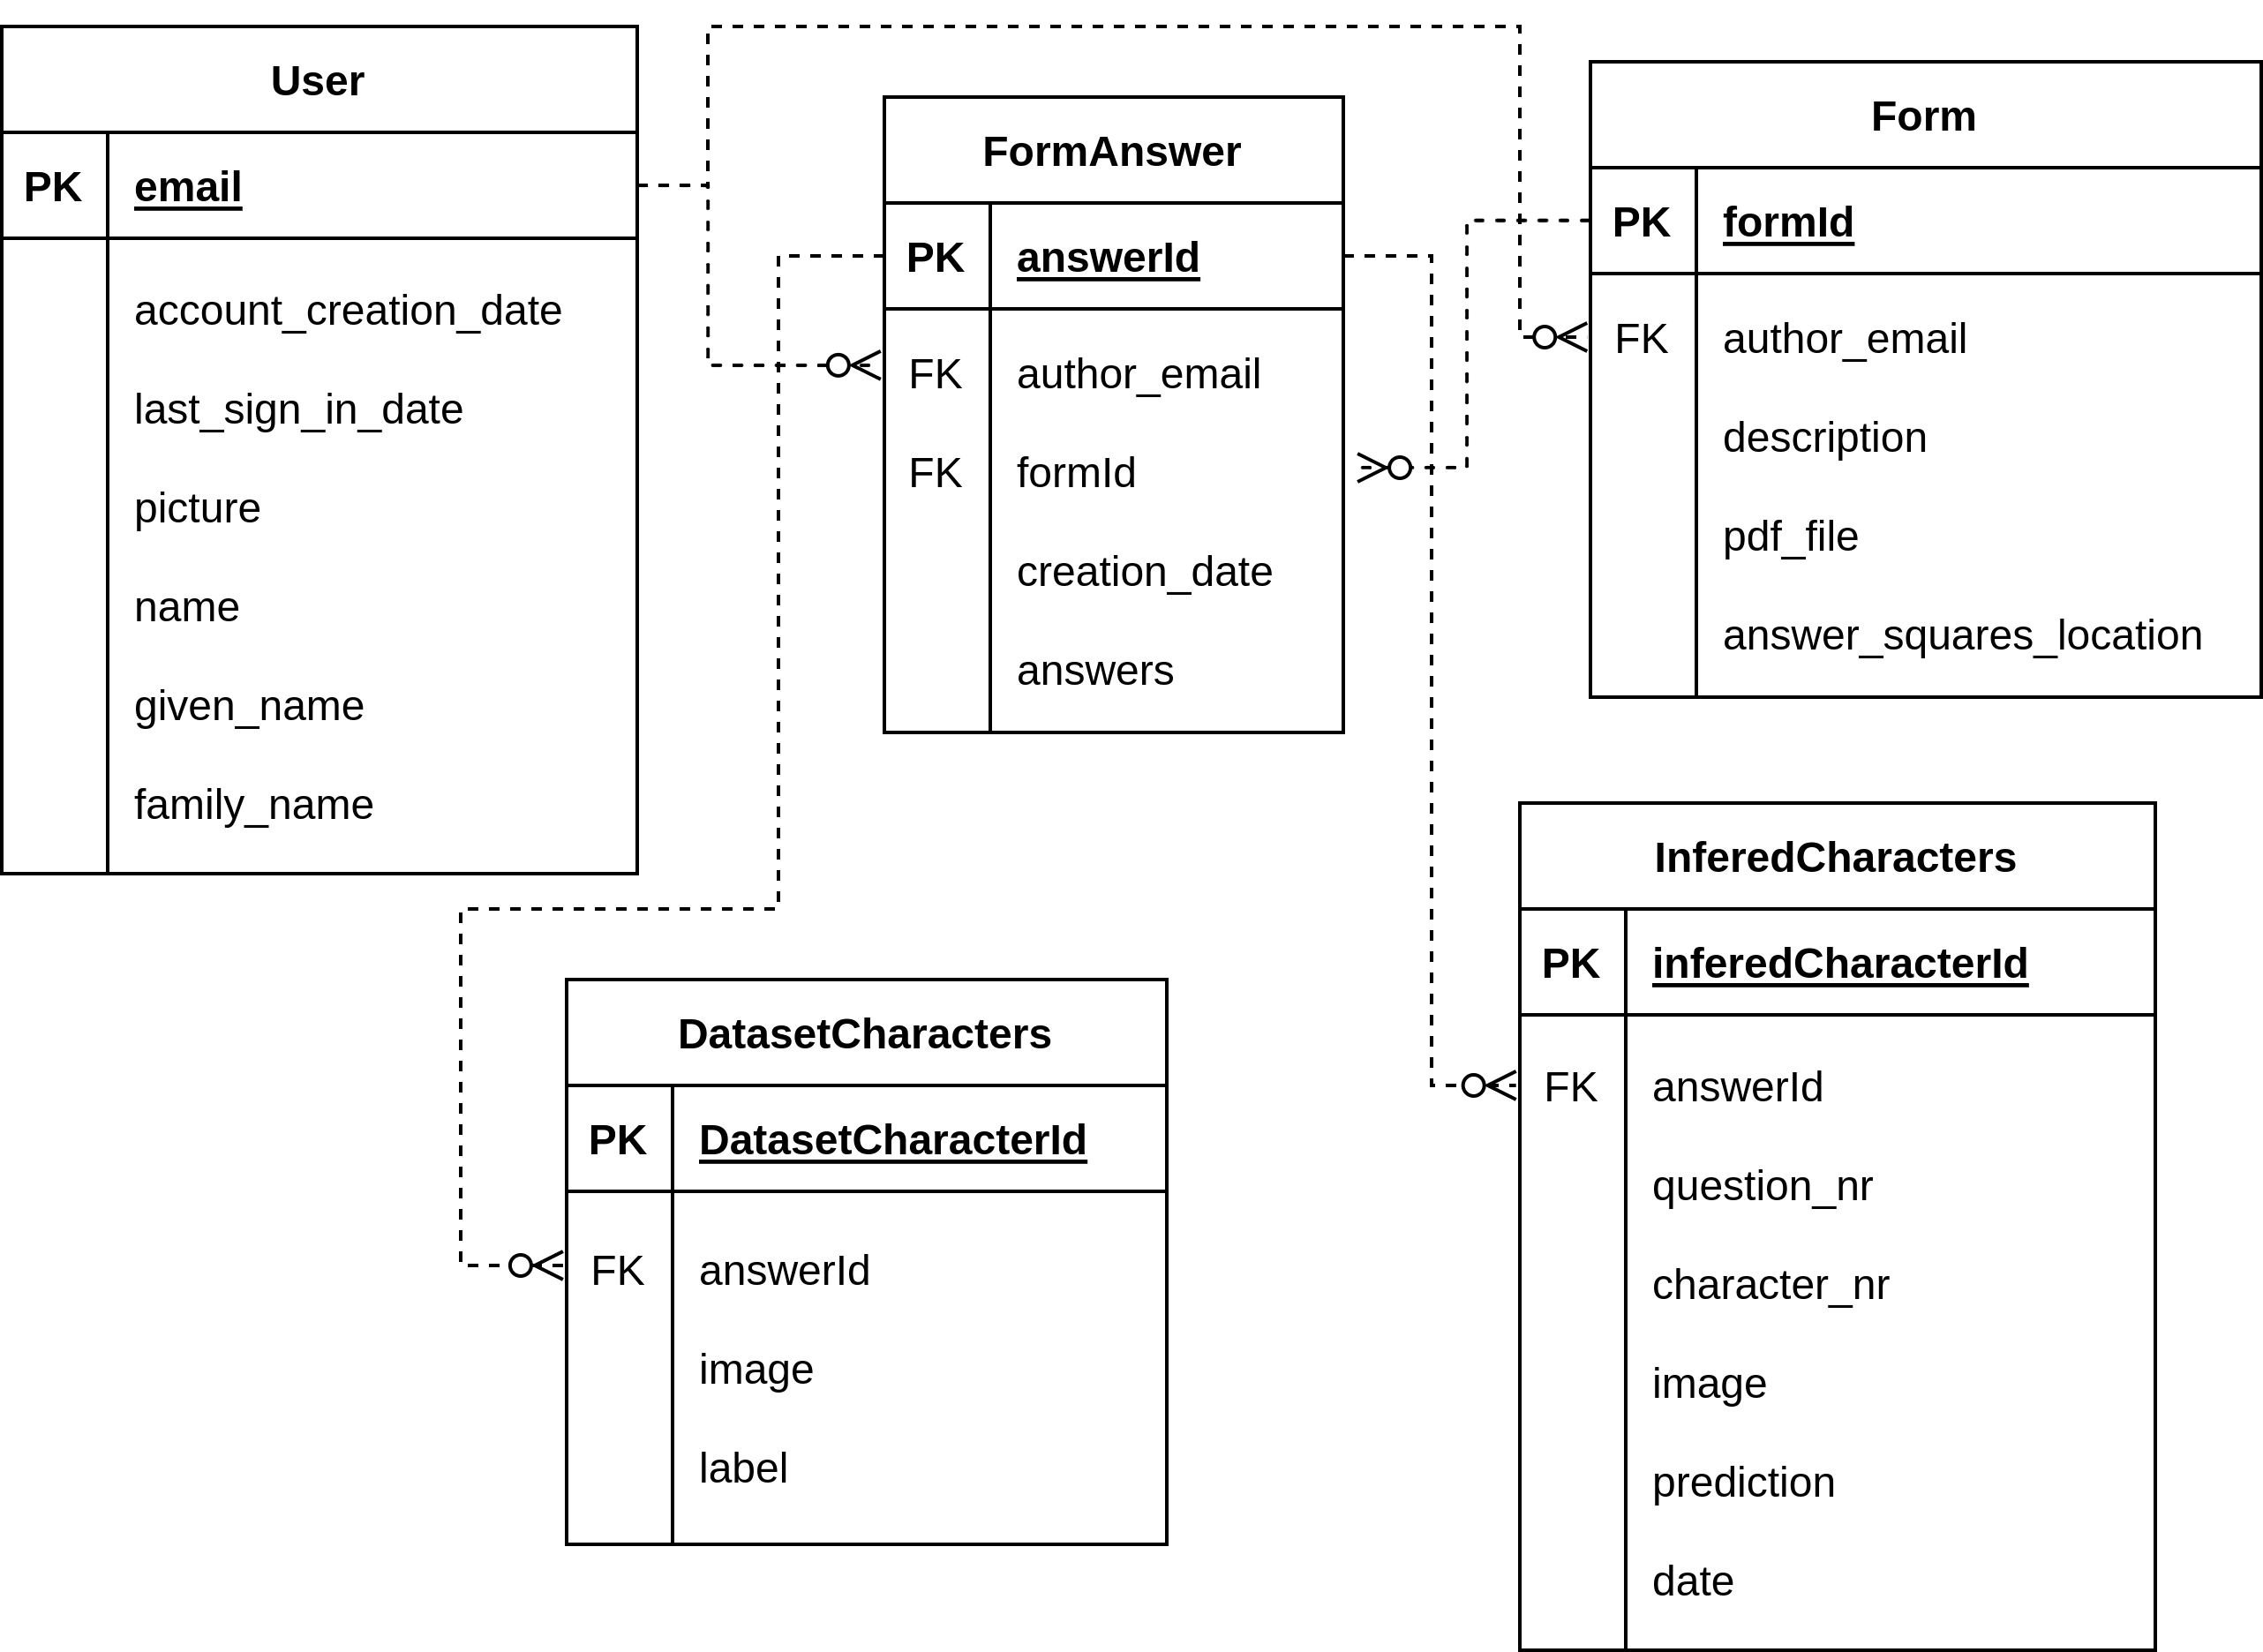 User
PK email
account_creation_date
last_sign_in_date
picture
name
given_name
family_name
FormAnswer
PK answerId
FK author_email
FK formId
creation_date
answers
Form
PK formId
FK author_email
description
pdf_file
answer_squares_location
DatasetCharacters
PK DatasetCharacterId
FK answerId
image
label
InferedCharacters
PK inferedCharacterId
FK answerId
question_nr
character_nr
image
prediction
date